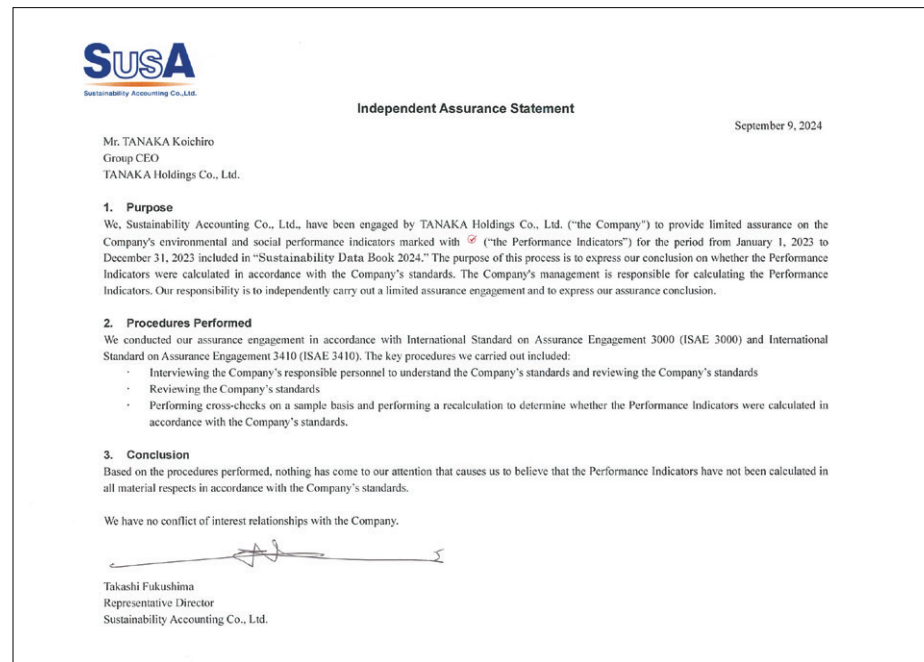 SUSA
Sustainability Accounting Co.,Ltd.
Independent Assurance Statement
September 9, 2024
Mr. TANAKA Koichiro
Group CEO
TANAKA Holdings Co., Ltd.
1. Purpose
We, Sustainability Accounting Co., Ltd., have been engaged by TANAKA Holdings Co., Ltd. (“the Company”) to provide limited assurance on the
Company's environmental and social performance indicators marked with (“the Performance Indicators”) for the period from January 1, 2023 to
December 31, 2023 included in “Sustainability Data Book 2024.” The purpose of this process is to express our conclusion on whether the Performance
Indicators were calculated in accordance with the Company’s standards. The Company's management is responsible for calculating the Performance
Indicators. Our responsibility is to independently carry out a limited assurance engagement and to express our assurance conclusion.
2. Procedures Performed
We conducted our assurance engagement in accordance with International Standard on Assurance Engagement 3000 (ISAE 3000) and International
Standard on Assurance Engagement 3410 (ISAE 3410). The key procedures we carried out included:
· Interviewing the Company’s responsible personnel to understand the Company’s standards and reviewing the Company’s standards
· Reviewing the Company’s standards
· Performing cross-checks on a sample basis and performing a recalculation to determine whether the Performance Indicators were calculated in
accordance with the Company’s standards.
3. Conclusion
Based on the procedures performed, nothing has come to our attention that causes us to believe that the Performance Indicators have not been calculated in
all material respects in accordance with the Company’s standards.
We have no conflict of interest relationships with the Company.
Takashi Fukushima
Representative Director
Sustainability Accounting Co., Ltd.